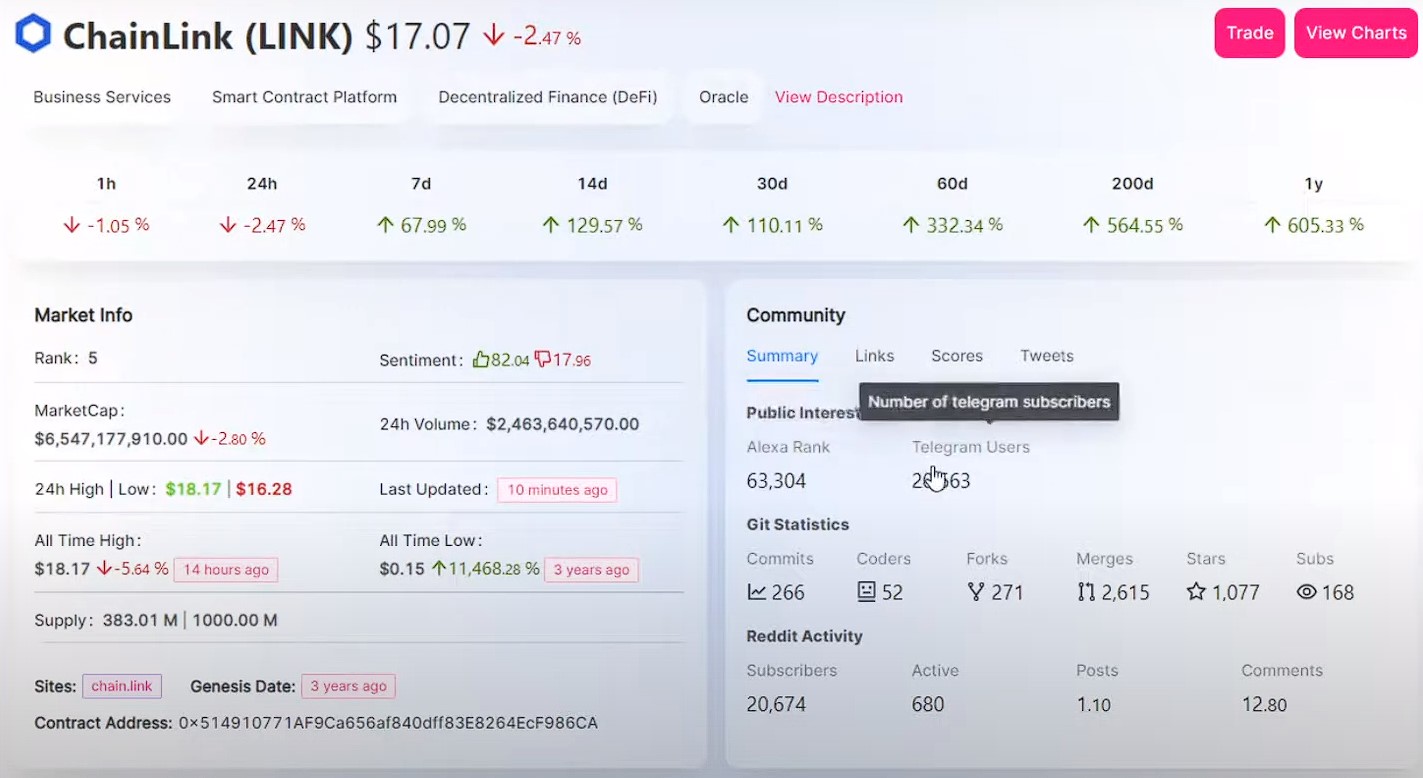 ChainLink (LINK) $17.07 ↓ -2.47 %
Trade
View Charts
Business Services
Smart Contract Platform
Decentralized Finance (DeFi)
Oracle
View Description
1h 24h 7d 14d 30d 60d 200d 1y
↓ -1.05 % ↓ -2.47 % ↑ 67.99 % ↑ 129.57 % ↑ 110.11 % ↑ 332.34 % ↑ 564.55 % ↑ 605.33 %
Market Info
Rank: 5
Sentiment: 82.04 17.96
MarketCap:
$6,547,177,910.00 ↓-2.80 %
24h Volume: $2,463,640,570.00
24h High | Low: $18.17 | $16.28
Last Updated: 10 minutes ago
All Time High:
$18.17 ↓-5.64 % 14 hours ago
All Time Low:
$0.15 ↑11,468.28 % 3 years ago
Supply: 383.01 M | 1000.00 M
Sites: chain.link
Genesis Date: 3 years ago
Contract Address: 0x514910771AF9Ca656af840dff83E8264EcF986CA
Community
Summary Links Scores Tweets
Number of telegram subscribers
Public Interest
Alexa Rank Telegram Users
63,304
Git Statistics
Commits Coders Forks Merges Stars Subs
266 52 271 2,615 1,077 168
Reddit Activity
Subscribers Active Posts Comments
20,674 680 1.10 12.80